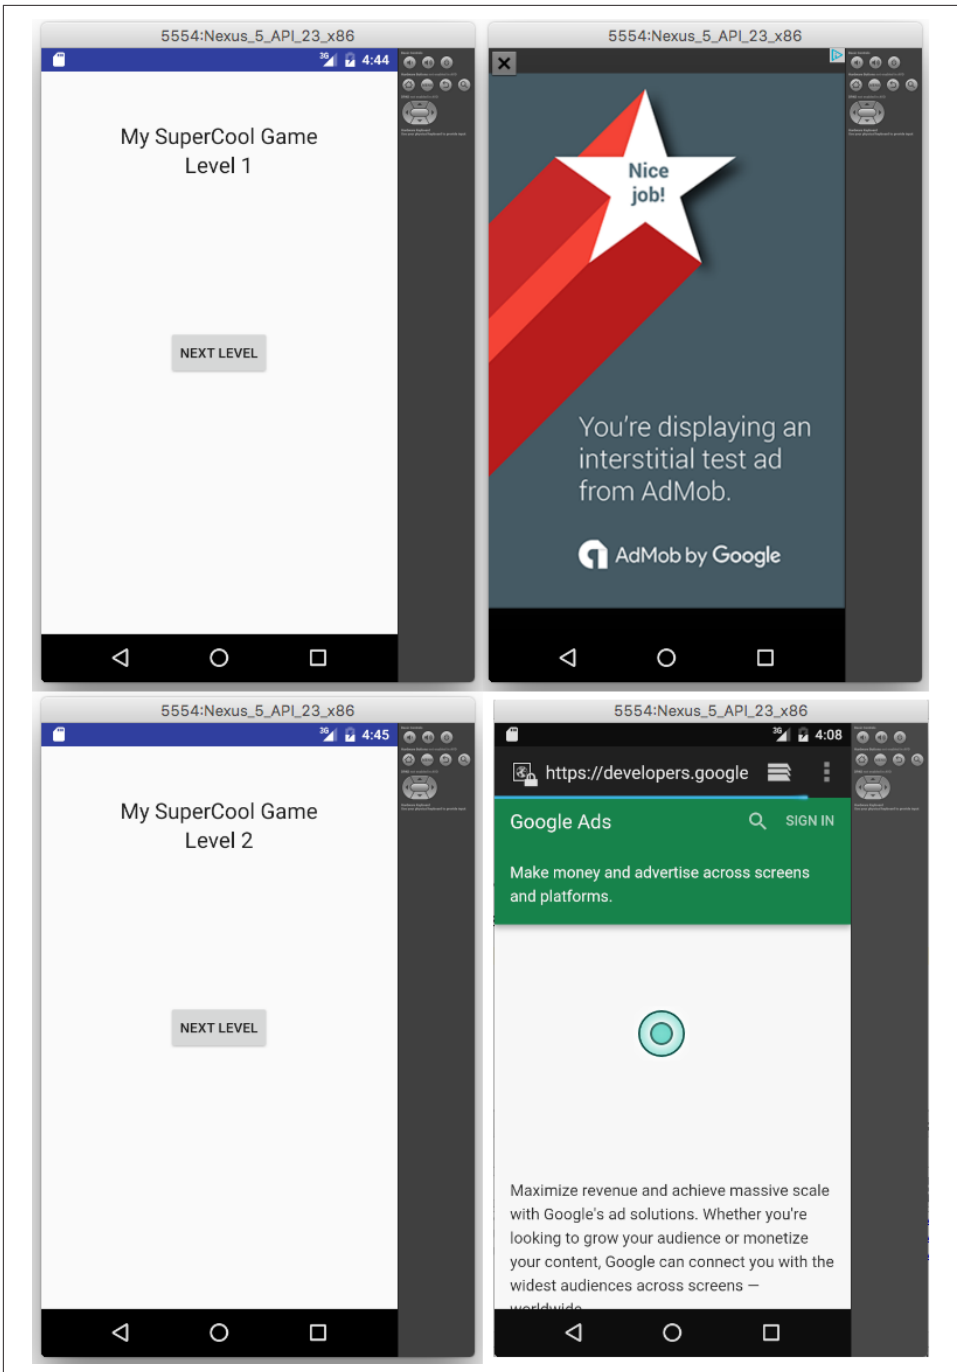 5554:Nexus_5_API_23_x86
3G 4:44
My SuperCool Game
Level 1
NEXT LEVEL
5554:Nexus_5_API_23_x86
Nice
job!
You're displaying an
interstitial test ad
from AdMob.
AdMob by Google
5554:Nexus_5_API_23_x86
3G 4:45
My SuperCool Game
Level 2
NEXT LEVEL
5554:Nexus_5_API_23_x86
3G 4:08
https://developers.google
Google Ads SIGN IN
Make money and advertise across screens
and platforms.
Maximize revenue and achieve massive scale
with Google's ad solutions. Whether you're
looking to grow your audience or monetize
your content, Google can connect you with the
widest audiences across screens —
worldwide